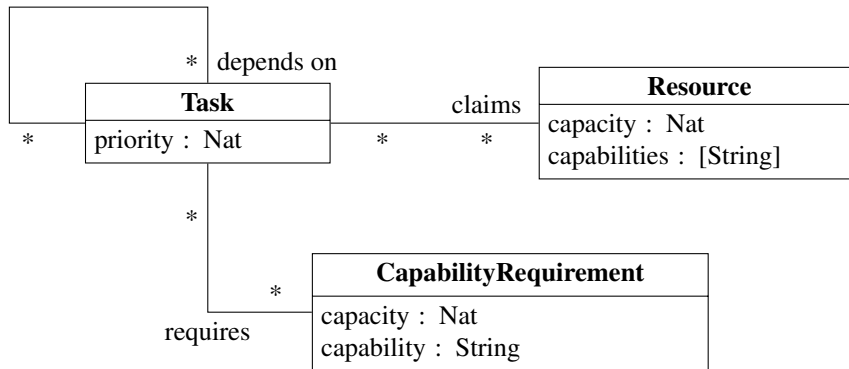 * depends on
Task
priority : Nat
*
*
claims
*
Resource
capacity : Nat
capabilities : [String]
*
*
requires
CapabilityRequirement
capacity : Nat
capability : String